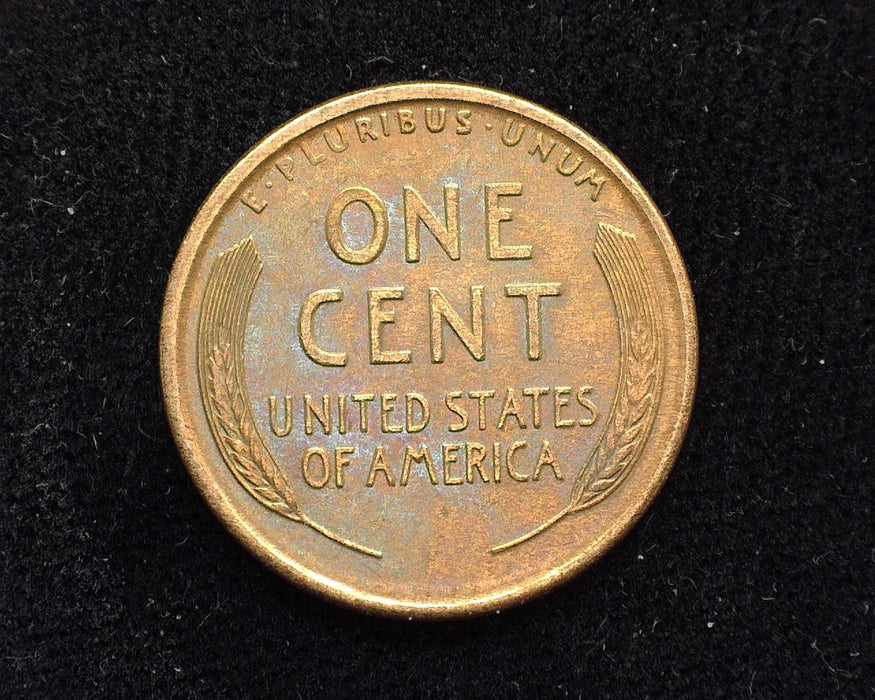 E·PLURIBUS·UNUM
ONE
CENT
UNITED STATES
OF AMERICA